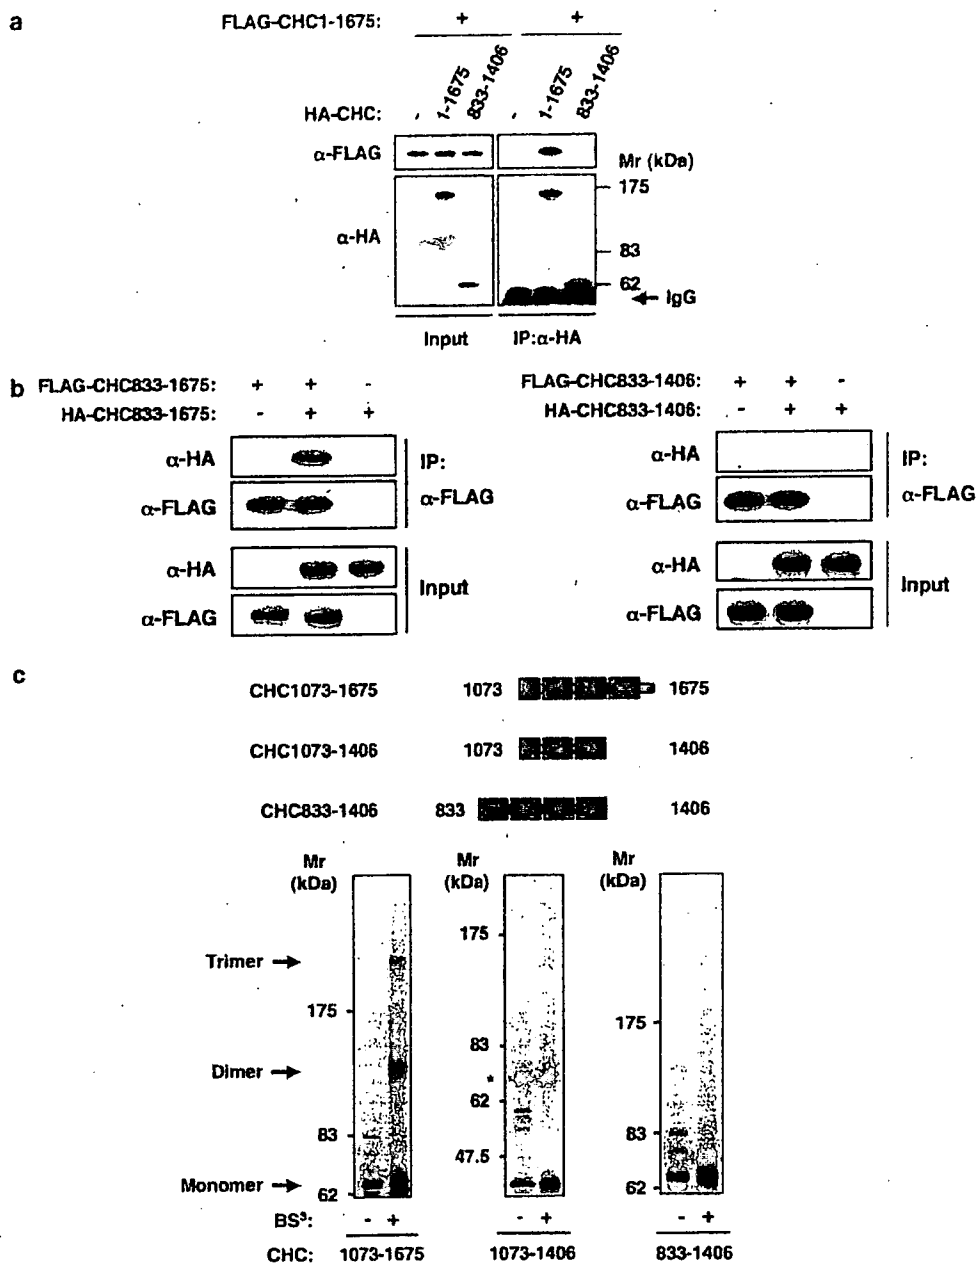 a
FLAG-CHC1-1675: + +
HA-CHC: - 1-1675 833-1406 - 1-1675 833-1406
α-FLAG
Mr (kDa)
175
α-HA
83
62
IgG
Input IP:α-HA
b
FLAG-CHC833-1675: + + -
HA-CHC833-1675: - + +
α-HA
IP:
α-FLAG
α-FLAG
α-HA
Input
α-FLAG
FLAG-CHC833-1406: + + -
HA-CHC833-1406: - + +
α-HA
IP:
α-FLAG
α-FLAG
α-HA
Input
α-FLAG
c
CHC1073-1675 1073 1675
CHC1073-1406 1073 1406
CHC833-1406 833 1406
Mr
(kDa)
Trimer
175
Dimer
83
Monomer
62
Mr
(kDa)
175
83
*
62
47.5
Mr
(kDa)
175
83
62
BS³: - + - + - +
CHC: 1073-1675 1073-1406 833-1406